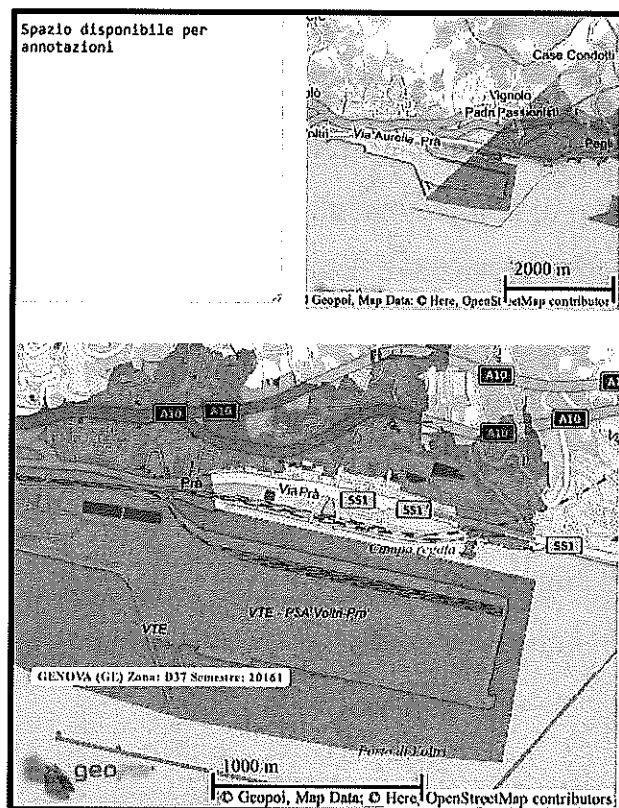 Spazio disponibile per
annotazioni
Case Condotti
Vignolo
Padri Passionisti
Via Aurelia
Prà
2000 m
Geopoi, Map Data: © Here, OpenStreetMap contributor
A10
A10
A10
A10
A10
Prà
Via Prà
SS1
SS1
SS1
Campo regata
VTE - PSA Voltri-Prà
VTE
GENOVA (GE) Zona: D37 Semestre: 20161
Porto di Voltri
geo
1000 m
© Geopoi, Map Data: © Here, OpenStreetMap contributors